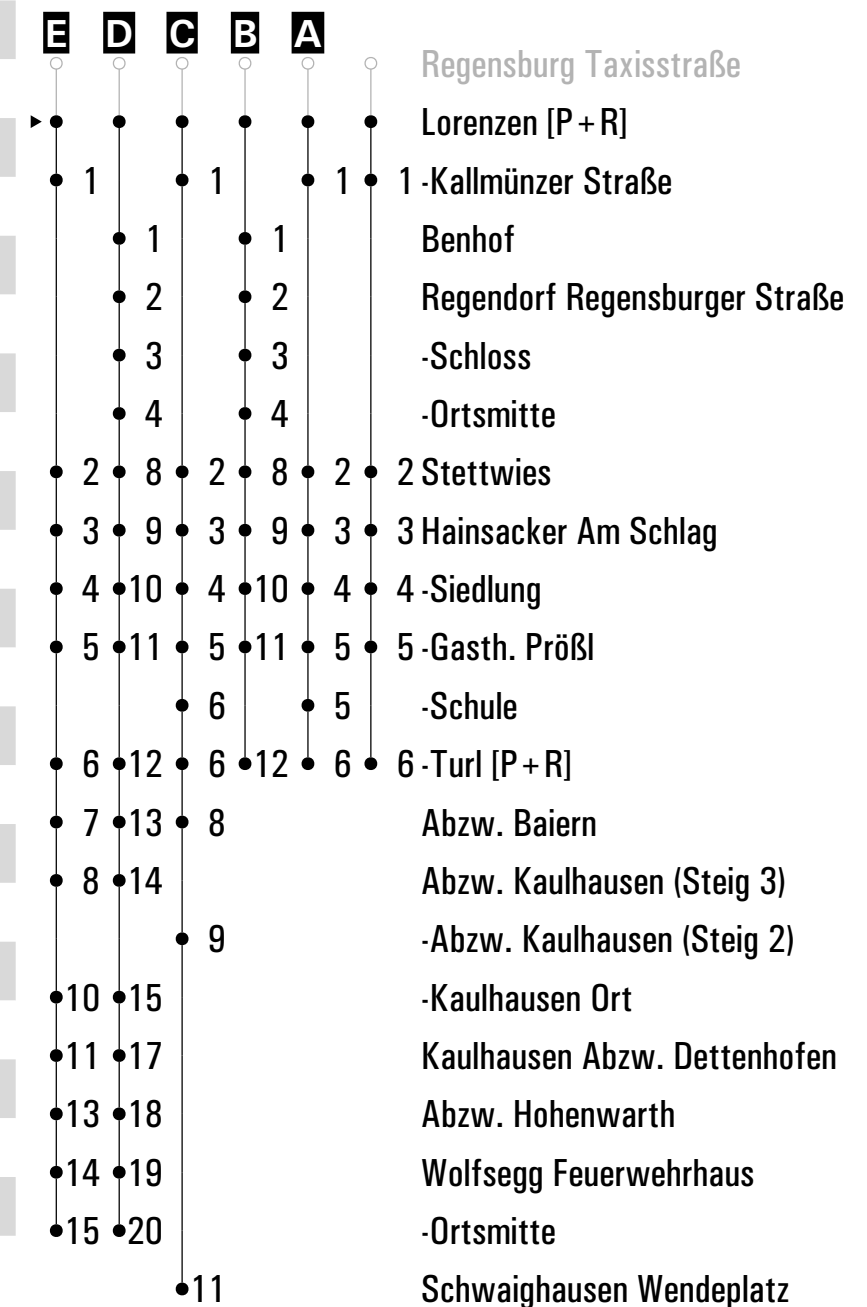 E D C B A
Regensburg Taxisstraße
Lorenzen [P+R]
1 1 1 1 -Kallmünzer Straße
1 1 Benhof
2 2 Regendorf Regensburger Straße
3 3 -Schloss
4 4 -Ortsmitte
2 8 2 8 2 2 Stettwies
3 9 3 9 3 3 Hainsacker Am Schlag
4 10 4 10 4 4 -Siedlung
5 11 5 11 5 5 -Gasth. Prößl
6 5 -Schule
6 12 6 12 6 6 -Turl [P+R]
7 13 8 Abzw. Baiern
8 14 Abzw. Kaulhausen (Steig 3)
9 -Abzw. Kaulhausen (Steig 2)
10 15 -Kaulhausen Ort
11 17 Kaulhausen Abzw. Dettenhofen
13 18 Abzw. Hohenwarth
14 19 Wolfsegg Feuerwehrhaus
15 20 -Ortsmitte
11 Schwaighausen Wendeplatz